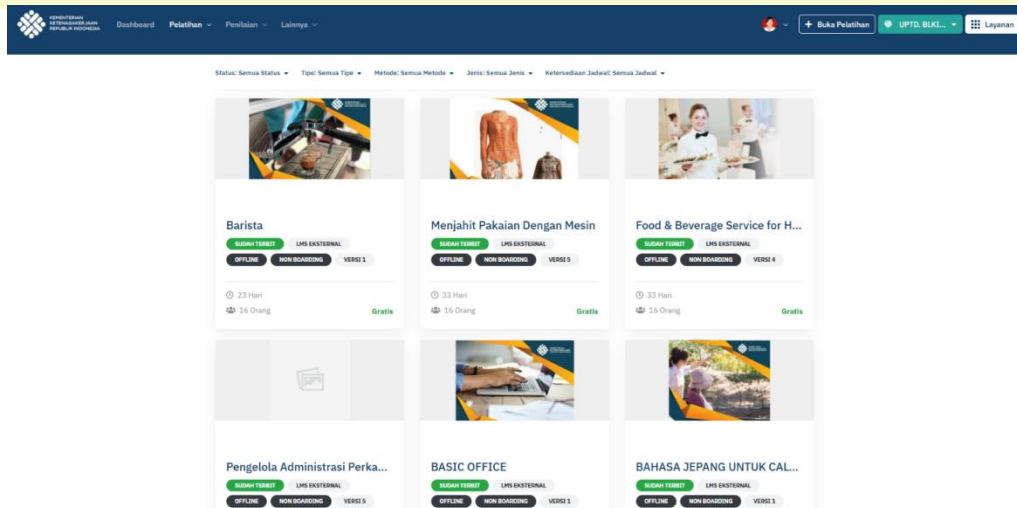 KEMENTERIAN
KETENAGAKERJAAN
REPUBLIK INDONESIA
Dashboard Pelatihan Penilaian Lainnya
+ Buka Pelatihan
UPTD. BLKI...
Layanan
Status: Semua Status Tipe: Semua Tipe Metode: Semua Metode Jenis: Semua Jenis Ketersediaan Jadwal: Semua Jadwal
Barista
SUDAH TERBIT LMS EKSTERNAL
OFFLINE NON BOARDING VERSI 1
23 Hari
16 Orang Gratis
Menjahit Pakaian Dengan Mesin
SUDAH TERBIT LMS EKSTERNAL
OFFLINE NON BOARDING VERSI 5
33 Hari
16 Orang Gratis
Food & Beverage Service for H...
SUDAH TERBIT LMS EKSTERNAL
OFFLINE NON BOARDING VERSI 4
33 Hari
16 Orang Gratis
Pengelola Administrasi Perka...
SUDAH TERBIT LMS EKSTERNAL
OFFLINE NON BOARDING VERSI 5
BASIC OFFICE
SUDAH TERBIT LMS EKSTERNAL
OFFLINE NON BOARDING VERSI 1
BAHASA JEPANG UNTUK CAL...
SUDAH TERBIT LMS EKSTERNAL
OFFLINE NON BOARDING VERSI 1